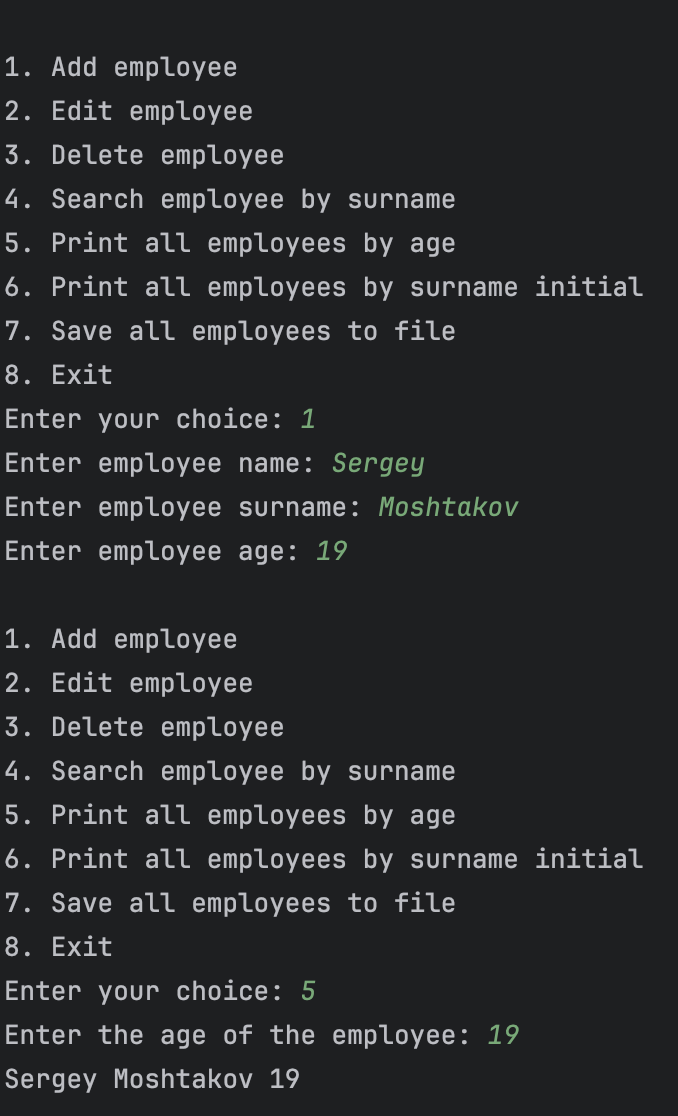 1. Add employee
2. Edit employee
3. Delete employee
4. Search employee by surname
5. Print all employees by age
6. Print all employees by surname initial
7. Save all employees to file
8. Exit
Enter your choice: 1
Enter employee name: Sergey
Enter employee surname: Moshtakov
Enter employee age: 19
1. Add employee
2. Edit employee
3. Delete employee
4. Search employee by surname
5. Print all employees by age
6. Print all employees by surname initial
7. Save all employees to file
8. Exit
Enter your choice: 5
Enter the age of the employee: 19
Sergey Moshtakov 19